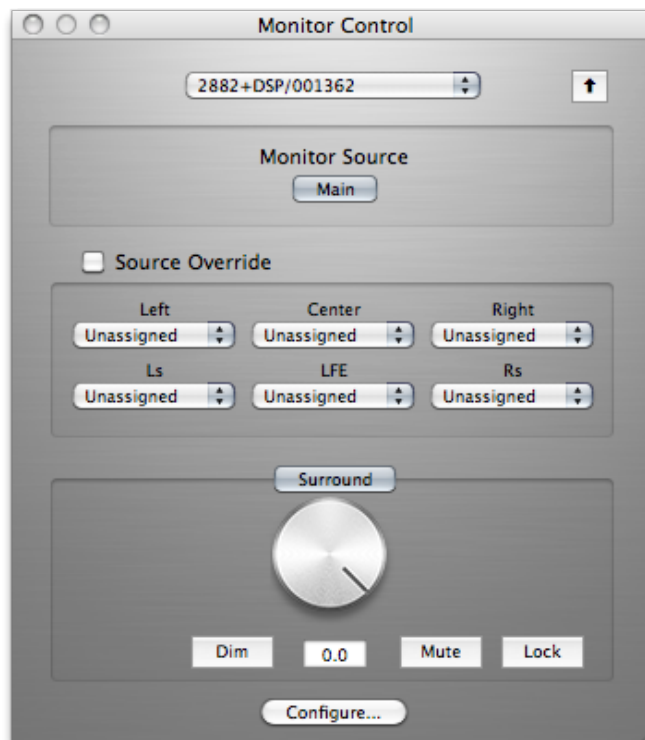 Monitor Control
2882+DSP/001362
Monitor Source
Main
Source Override
Left Center Right
Unassigned Unassigned Unassigned
Ls LFE Rs
Unassigned Unassigned Unassigned
Surround
Dim 0.0 Mute Lock
Configure...